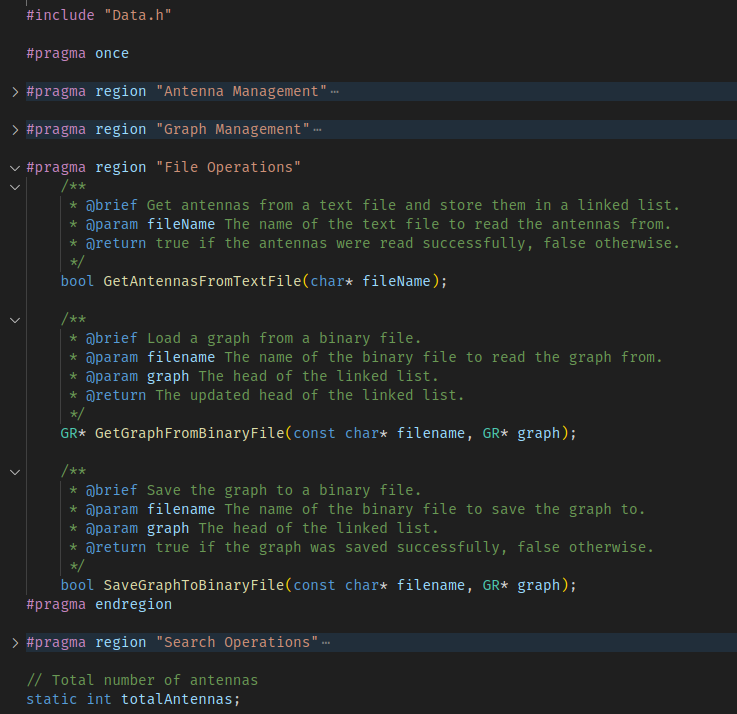 #include "Data.h"
#pragma once
#pragma region "Antenna Management"⋯
#pragma region "Graph Management"⋯
#pragma region "File Operations"
/**
* @brief Get antennas from a text file and store them in a linked list.
* @param fileName The name of the text file to read the antennas from.
* @return true if the antennas were read successfully, false otherwise.
*/
bool GetAntennasFromTextFile(char* fileName);
/**
* @brief Load a graph from a binary file.
* @param filename The name of the binary file to read the graph from.
* @param graph The head of the linked list.
* @return The updated head of the linked list.
*/
GR* GetGraphFromBinaryFile(const char* filename, GR* graph);
/**
* @brief Save the graph to a binary file.
* @param filename The name of the binary file to save the graph to.
* @param graph The head of the linked list.
* @return true if the graph was saved successfully, false otherwise.
*/
bool SaveGraphToBinaryFile(const char* filename, GR* graph);
#pragma endregion
#pragma region "Search Operations"⋯
// Total number of antennas
static int totalAntennas;